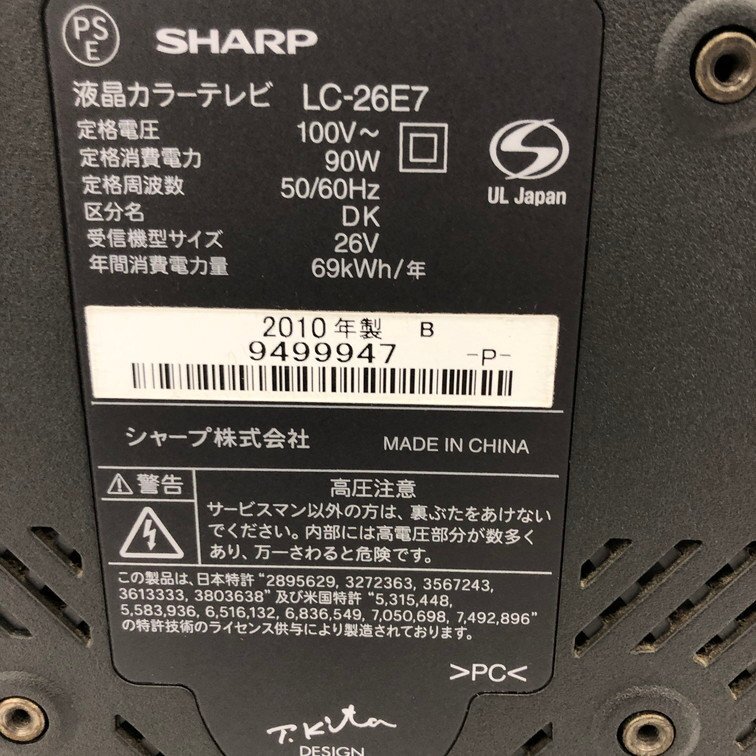 PS
E
SHARP
液晶カラーテレビ LC-26E7
定格電圧 100V～
定格消費電力 90W
定格周波数 50/60Hz
区分名 DK
受信機型サイズ 26V
年間消費電力量 69kWh/年
UL Japan
2010年製 B
9499947 -P-
シャープ株式会社 MADE IN CHINA
⚠警告
高圧注意
サービスマン以外の方は、裏ぶたをあけない
でください。内部には高電圧部分が数多く
あり、万一さわると危険です。
この製品は、日本特許"2895629, 3272363, 3567243,
3613333, 3803638" 及び米国特許 "5,315,448,
5,583,936, 6,516,132, 6,836,549, 7,050,698, 7,492,896"
の特許技術のライセンス供与により製造されております。
>PC<
T.Kita
DESIGN